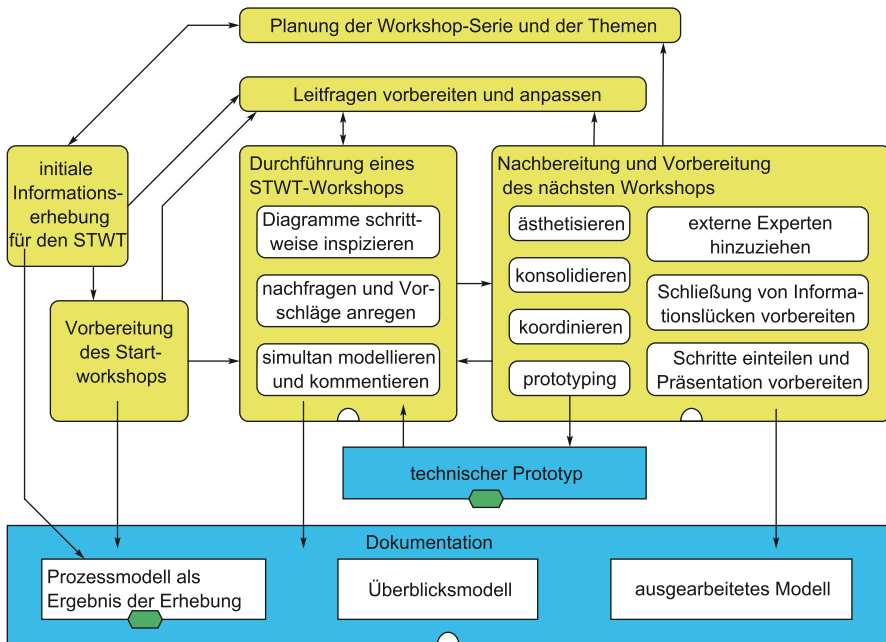 Planung der Workshop-Serie und der Themen
Leitfragen vorbereiten und anpassen
initiale
Informations-
erhebung
für den STWT
Vorbereitung
des Start-
workshops
Durchführung eines
STWT-Workshops
Diagramme schritt-
weise inspizieren
nachfragen und Vor-
schläge anregen
simultan modellieren
und kommentieren
Nachbereitung und Vorbereitung
des nächsten Workshops
ästhetisieren
konsolidieren
koordinieren
prototyping
externe Experten
hinzuziehen
Schließung von Informa-
tionslücken vorbereiten
Schritte einteilen und
Präsentation vorbereiten
technischer Prototyp
Dokumentation
Prozessmodell als
Ergebnis der Erhebung
Überblicksmodell
ausgearbeitetes Modell